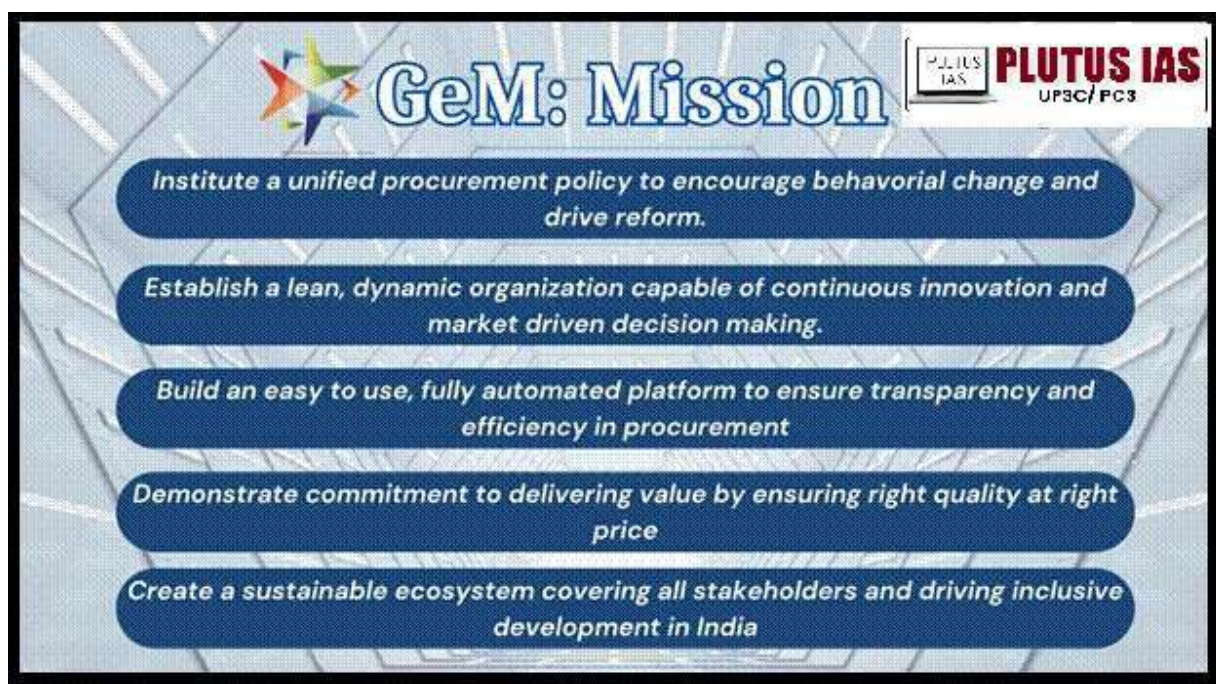 GeM: Mission
PLUTUS
IAS
PLUTUS IAS
UPSC/ PCS
Institute a unified procurement policy to encourage behavorial change and
drive reform.
Establish a lean, dynamic organization capable of continuous innovation and
market driven decision making.
Build an easy to use, fully automated platform to ensure transparency and
efficiency in procurement
Demonstrate commitment to delivering value by ensuring right quality at right
price
Create a sustainable ecosystem covering all stakeholders and driving inclusive
development in India